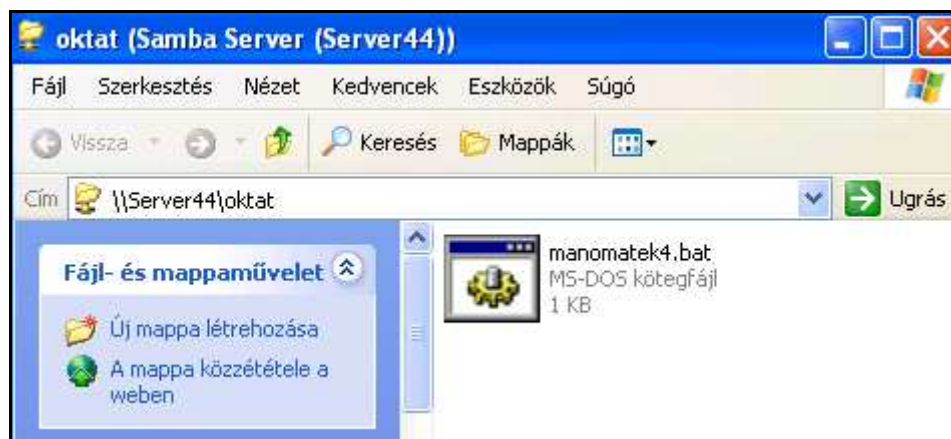 oktat (Samba Server (Server44))
Fájl Szerkesztés Nézet Kedvencek Eszközök Súgó
Vissza Keresés Mappák
Cím \\Server44\oktat Ugrás
Fájl- és mappaművelet
Új mappa létrehozása
A mappa közzététele a
weben
manomatek4.bat
MS-DOS kötegfájl
1 KB